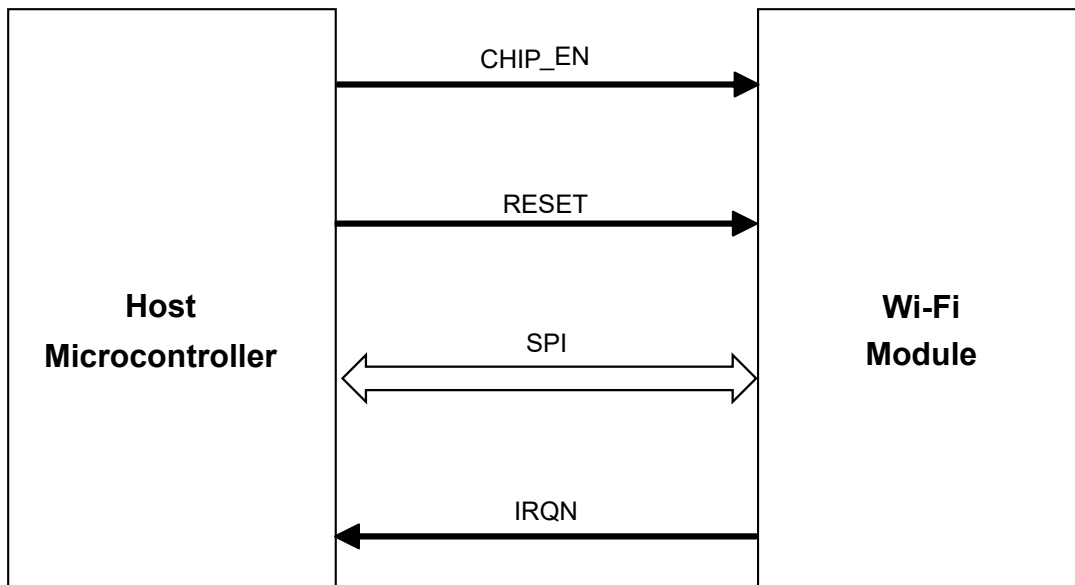 CHIP_EN
RESET
Host
Microcontroller
Wi-Fi
Module
SPI
IRQN